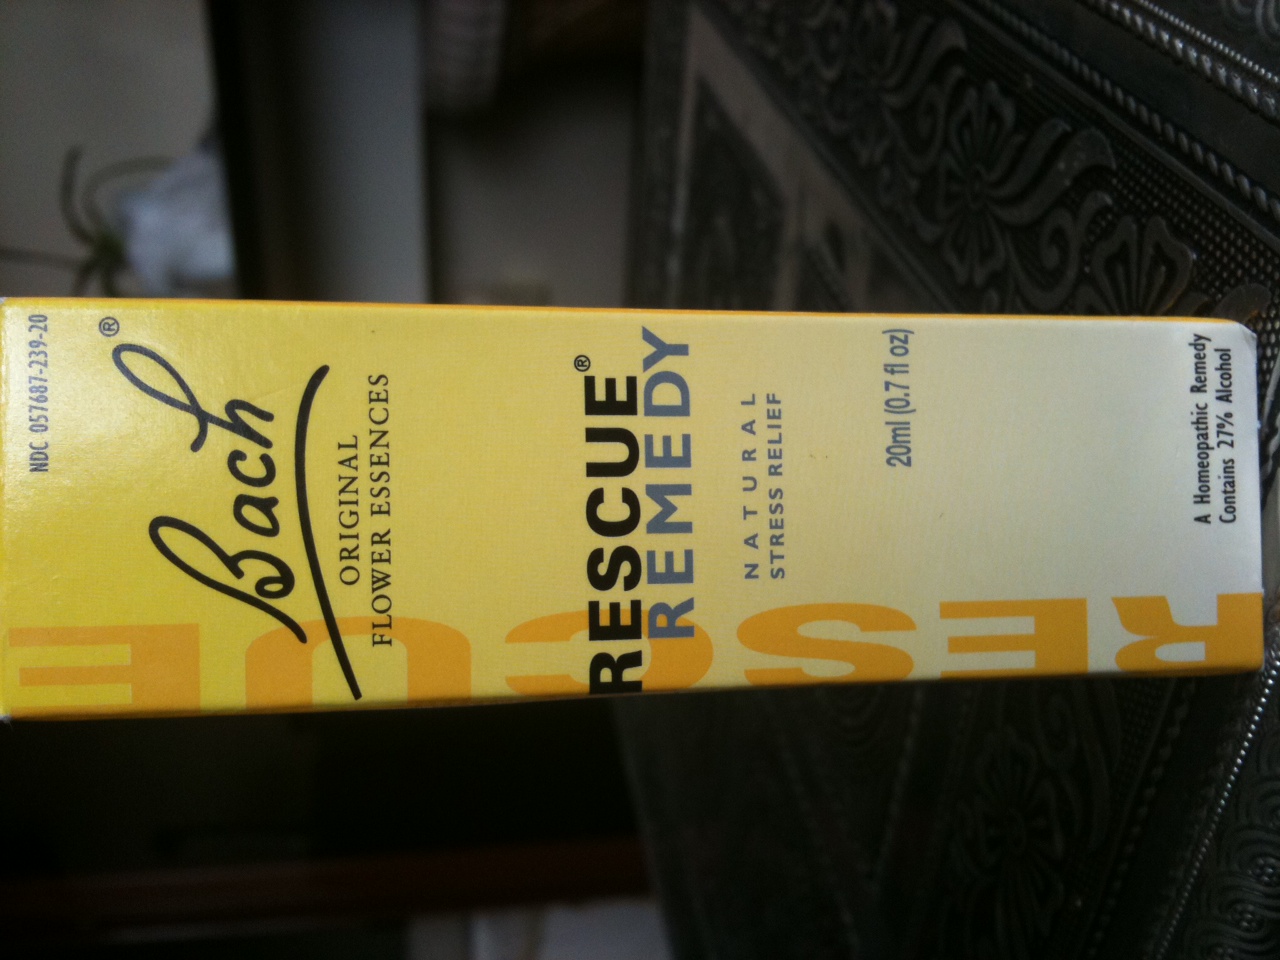 NDC 057687-239-20
Bach®
ORIGINAL
FLOWER ESSENCES
RESCUE®
REMEDY
NATURAL
STRESS RELIEF
20ml (0.7 fl oz)
A Homeopathic Remedy
Contains 27% Alcohol
RESCUE